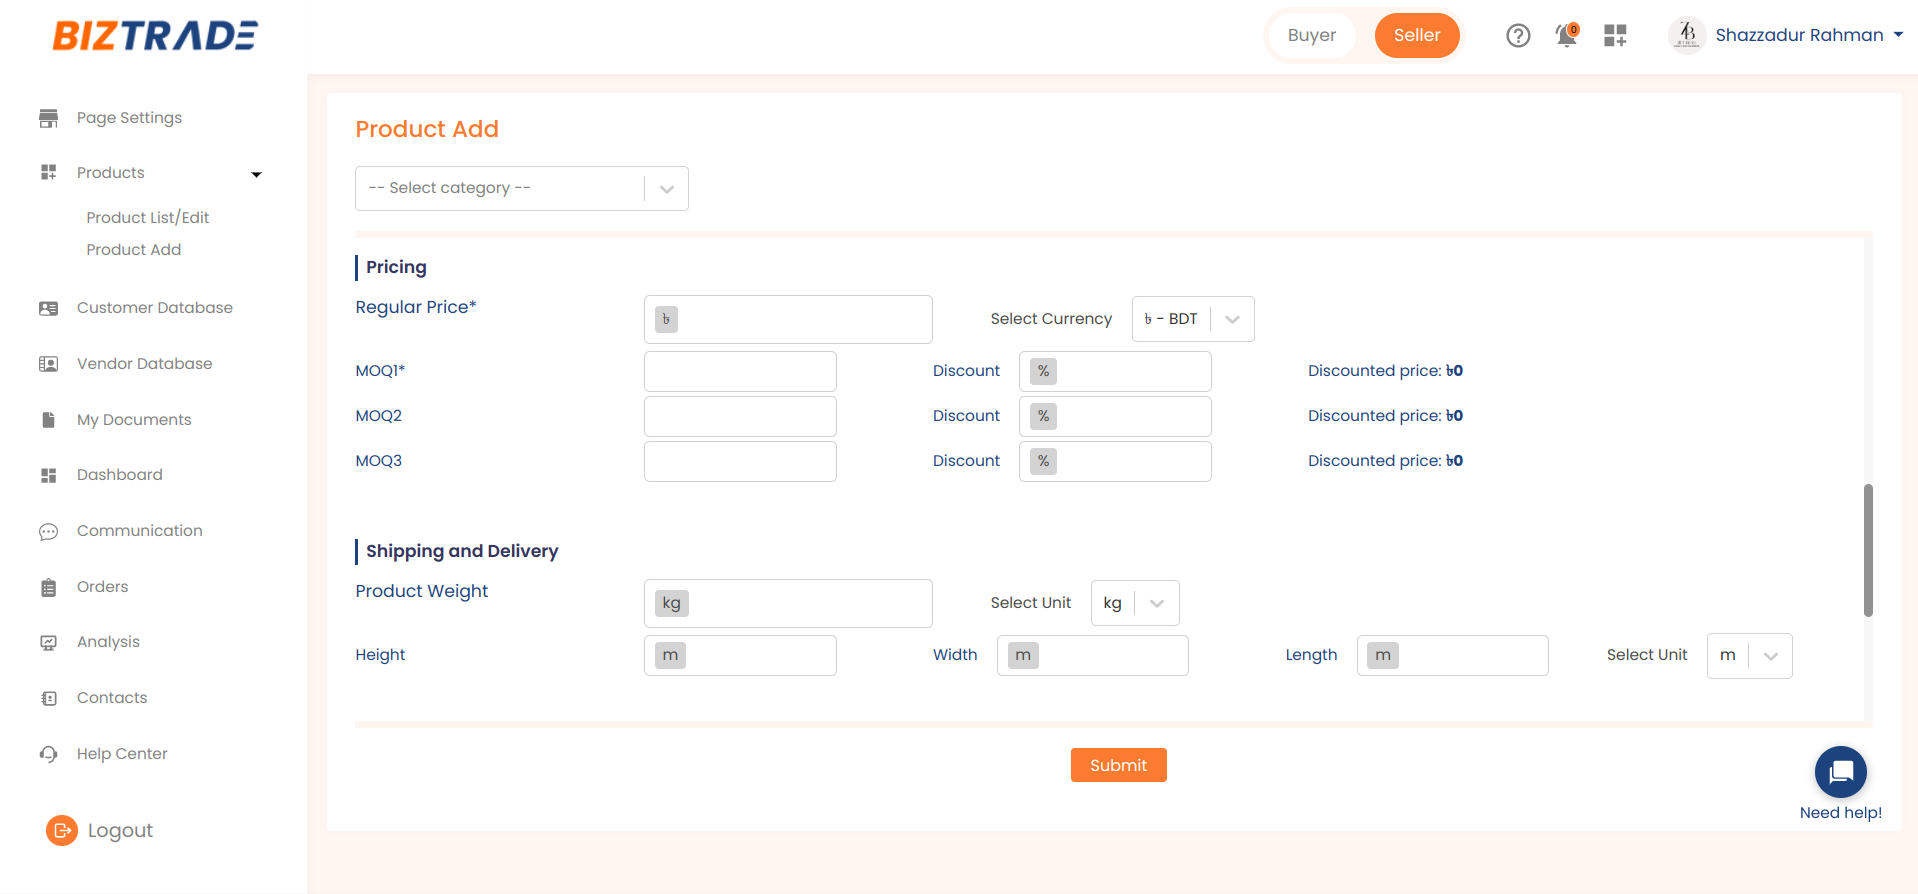 BIZTRADE
Buyer
Seller
0
Shazzadur Rahman
Page Settings
Products
Product List/Edit
Product Add
Customer Database
Vendor Database
My Documents
Dashboard
Communication
Orders
Analysis
Contacts
Help Center
Logout
Product Add
-- Select category --
Pricing
Regular Price* ৳ Select Currency ৳ - BDT
MOQ1* Discount % Discounted price: ৳0
MOQ2 Discount % Discounted price: ৳0
MOQ3 Discount % Discounted price: ৳0
Shipping and Delivery
Product Weight kg Select Unit kg
Height m Width m Length m Select Unit m
Submit
Need help!